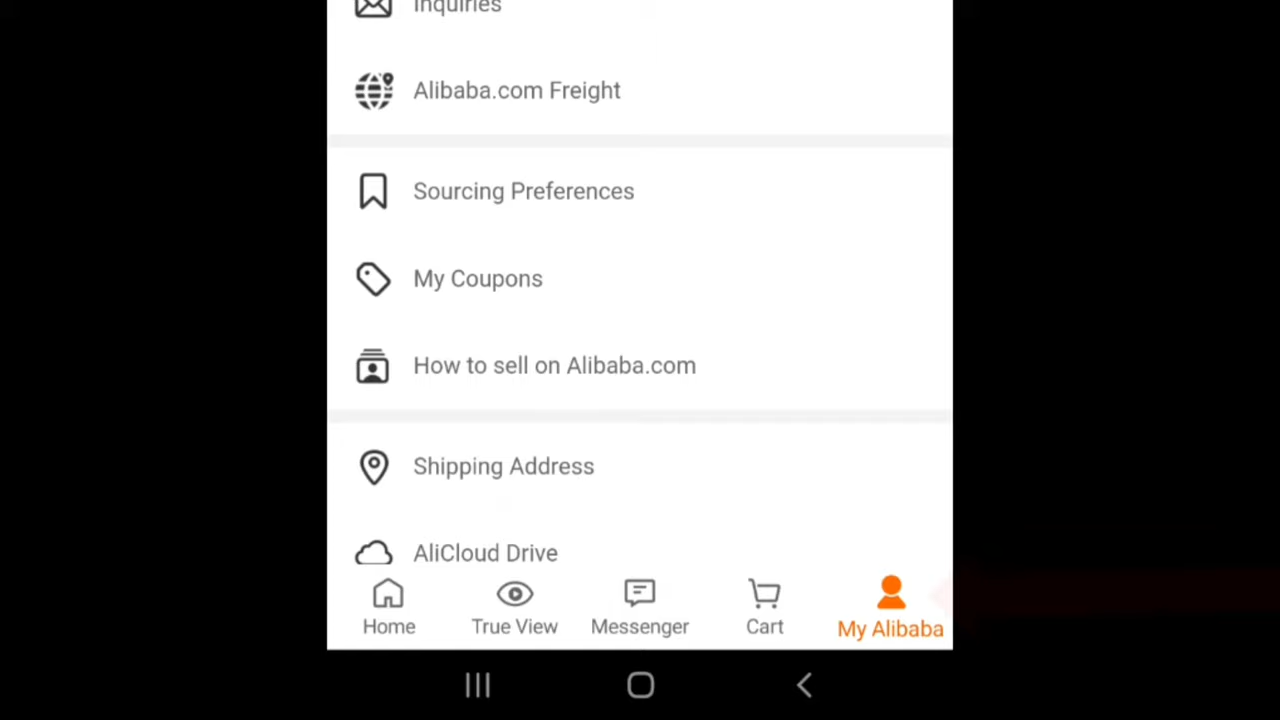 Inquiries
Alibaba.com Freight
Sourcing Preferences
My Coupons
How to sell on Alibaba.com
Shipping Address
AliCloud Drive
Home
True View
Messenger
Cart
My Alibaba